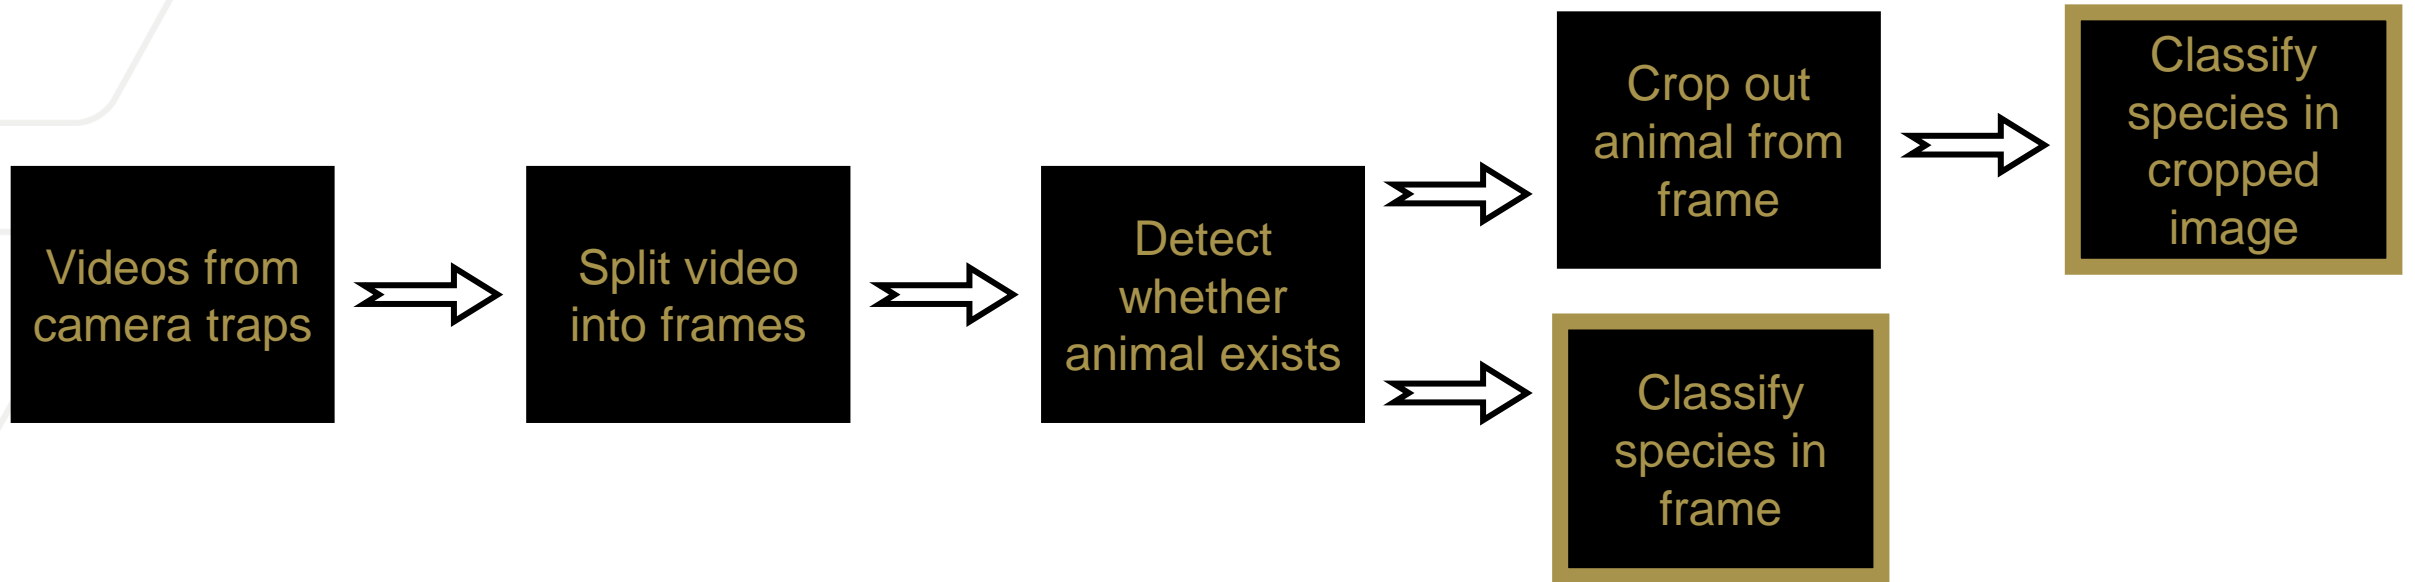 Videos from
camera traps
Split video
into frames
Detect
whether
animal exists
Crop out
animal from
frame
Classify
species in
cropped
image
Classify
species in
frame